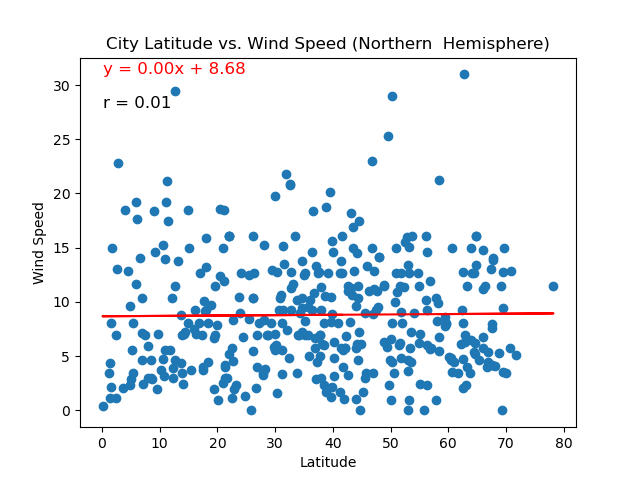 City Latitude vs. Wind Speed (Northern  Hemisphere)
y = 0.00x + 8.68
r = 0.01
30
25
20
15
10
5
0
Wind Speed
0 10 20 30 40 50 60 70 80
Latitude